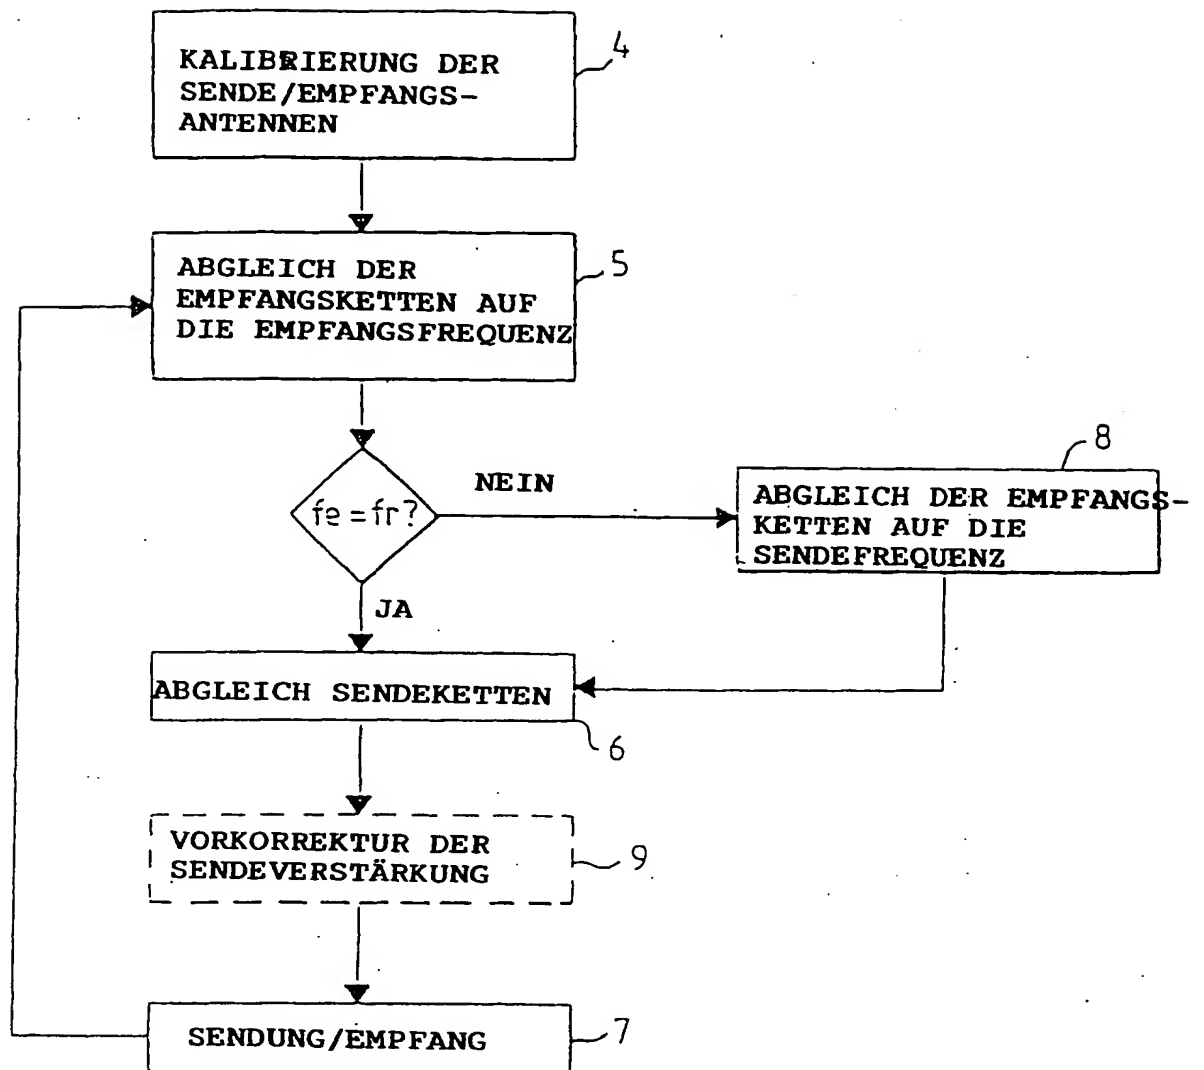 KALIBRIERUNG DER
SENDE/EMPFANGS-
ANTENNEN
4
ABGLEICH DER
EMPFANGSKETTEN AUF
DIE EMPFANGSFREQUENZ
5
fe=fr?
NEIN
JA
8
ABGLEICH DER EMPFANGS-
KETTEN AUF DIE
SENDEFREQUENZ
ABGLEICH SENDEKETTEN
6
VORKORREKTUR DER
SENDEVERSTÄRKUNG
9
SENDUNG/EMPFANG
7